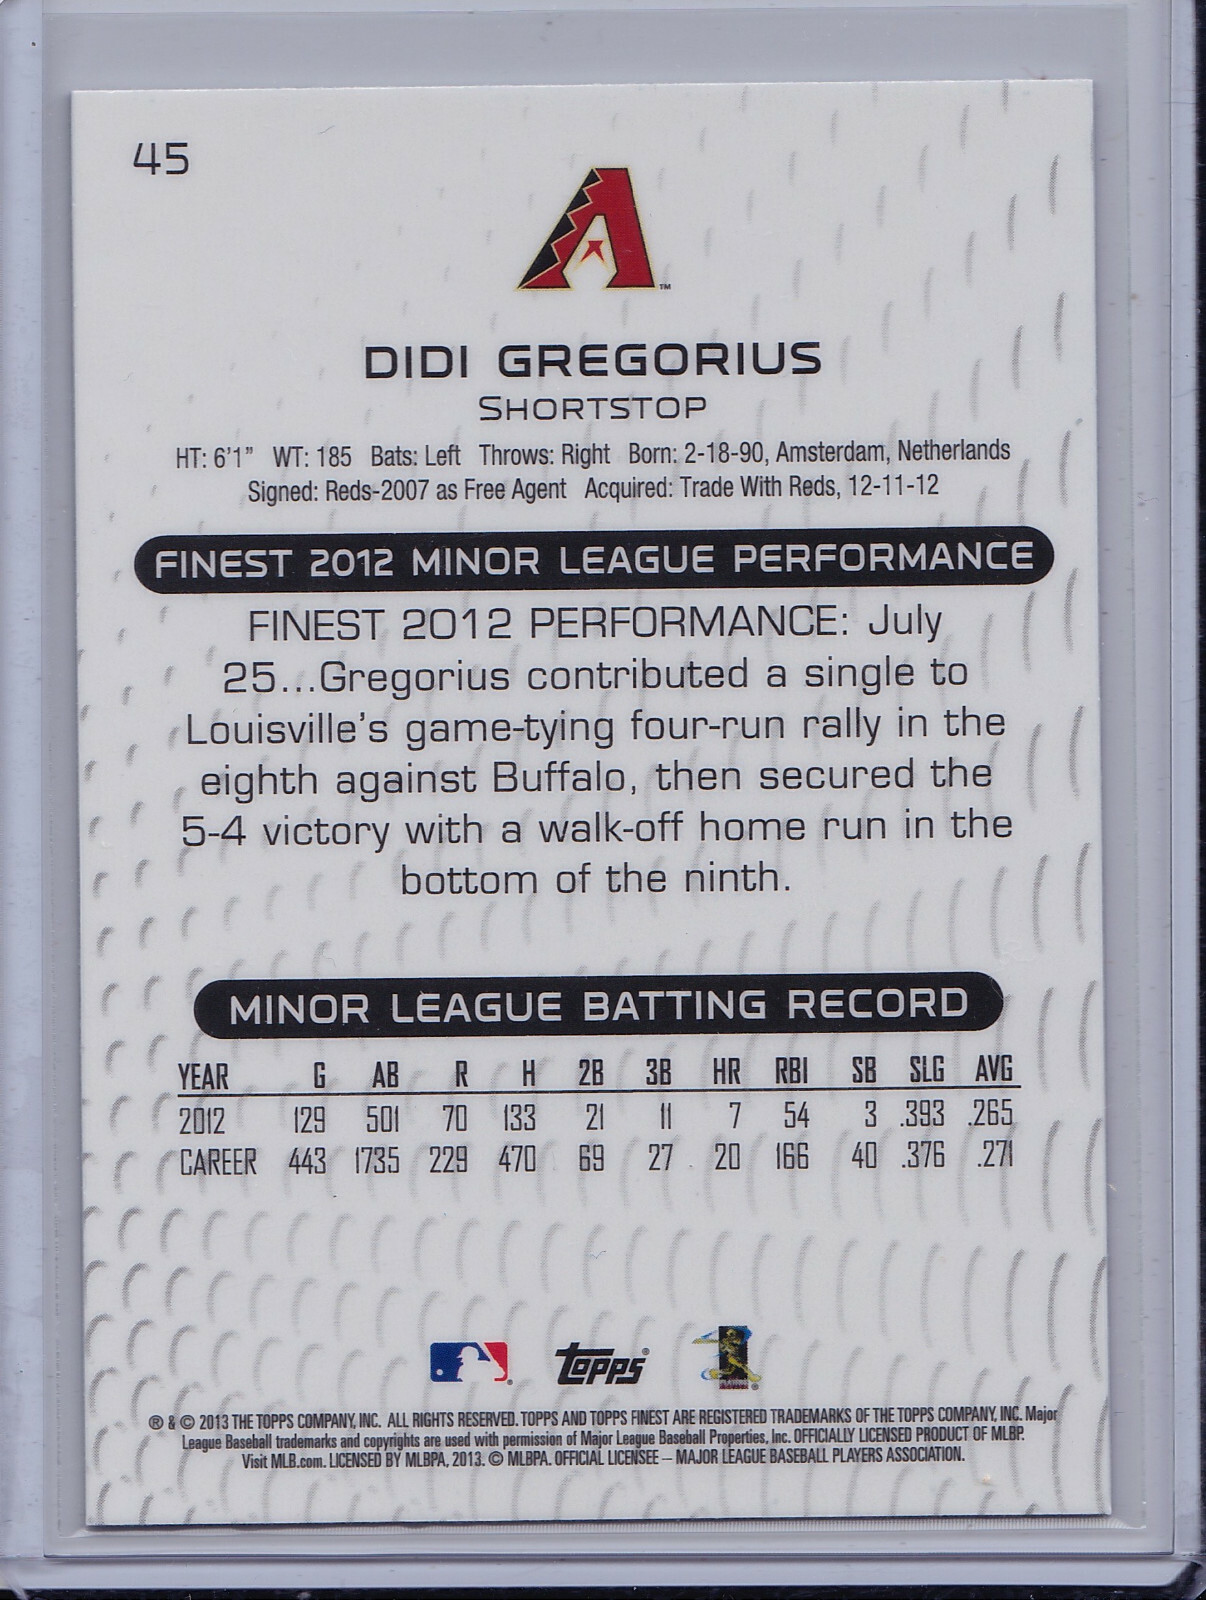 45
TM
DIDI GREGORIUS
SHORTSTOP
HT: 6'1" WT: 185 Bats: Left Throws: Right Born: 2-18-90, Amsterdam, Netherlands
Signed: Reds-2007 as Free Agent Acquired: Trade With Reds, 12-11-12
FINEST 2012 MINOR LEAGUE PERFORMANCE
FINEST 2012 PERFORMANCE: July
25...Gregorius contributed a single to
Louisville's game-tying four-run rally in the
eighth against Buffalo, then secured the
5-4 victory with a walk-off home run in the
bottom of the ninth.
MINOR LEAGUE BATTING RECORD
YEAR G AB R H 2B 3B HR RBI SB SLG AVG
2012 129 501 70 133 21 11 7 54 3 .393 .265
CAREER 443 1735 229 470 69 27 20 166 40 .376 .271
Topps®
® & © 2013 THE TOPPS COMPANY, INC. ALL RIGHTS RESERVED. TOPPS AND TOPPS FINEST ARE REGISTERED TRADEMARKS OF THE TOPPS COMPANY, INC. Major
League Baseball trademarks and copyrights are used with permission of Major League Baseball Properties, Inc. OFFICIALLY LICENSED PRODUCT OF MLBP.
Visit MLB.com. LICENSED BY MLBPA, 2013. © MLBPA. OFFICIAL LICENSEE – MAJOR LEAGUE BASEBALL PLAYERS ASSOCIATION.